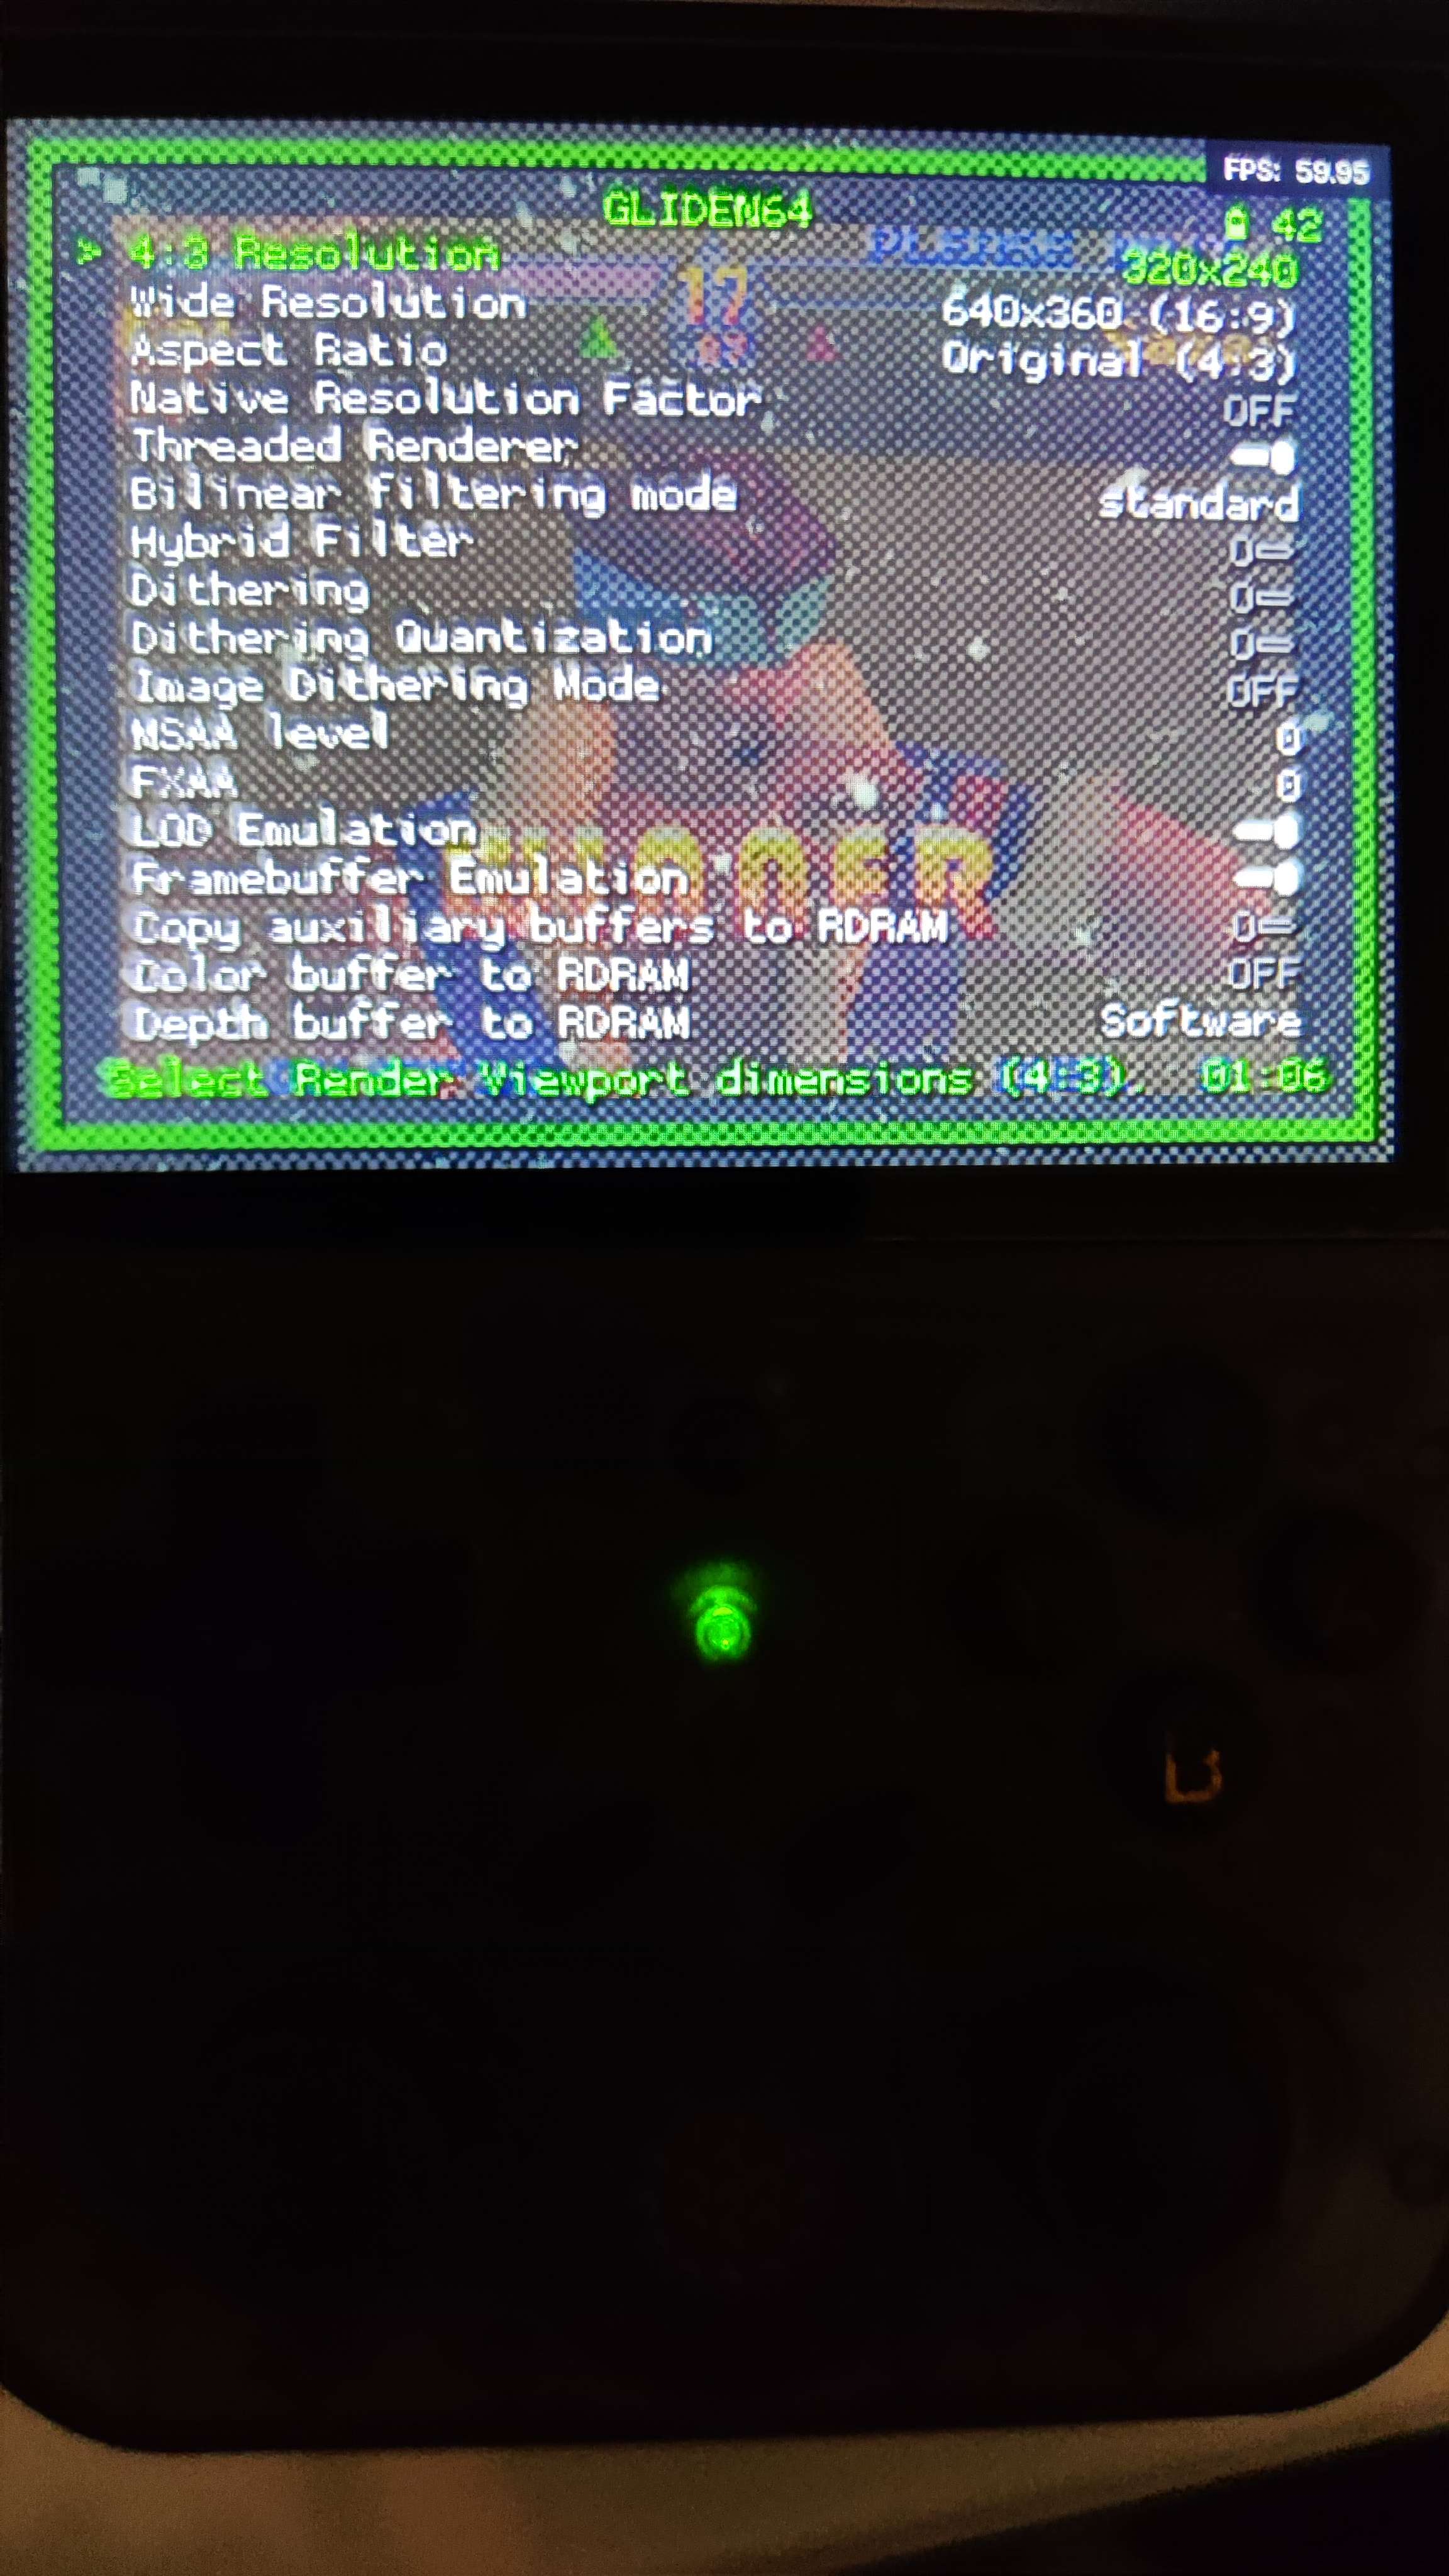 FPS: 59.95
GLIDEN64
42
> 4:3 Resolution 320x240
Wide Resolution 640x360 (16:9)
Aspect Ratio Original (4:3)
Native Resolution Factor OFF
Threaded Renderer
Bilinear filtering mode standard
Hybrid Filter
Dithering
Dithering Quantization
Image Dithering Mode OFF
MSAA level 0
FXAA 0
LOD Emulation
Framebuffer Emulation
Copy auxiliary buffers to RDRAM
Color buffer to RDRAM OFF
Depth buffer to RDRAM Software
Select Render Viewport dimensions (4:3). 01:06
17